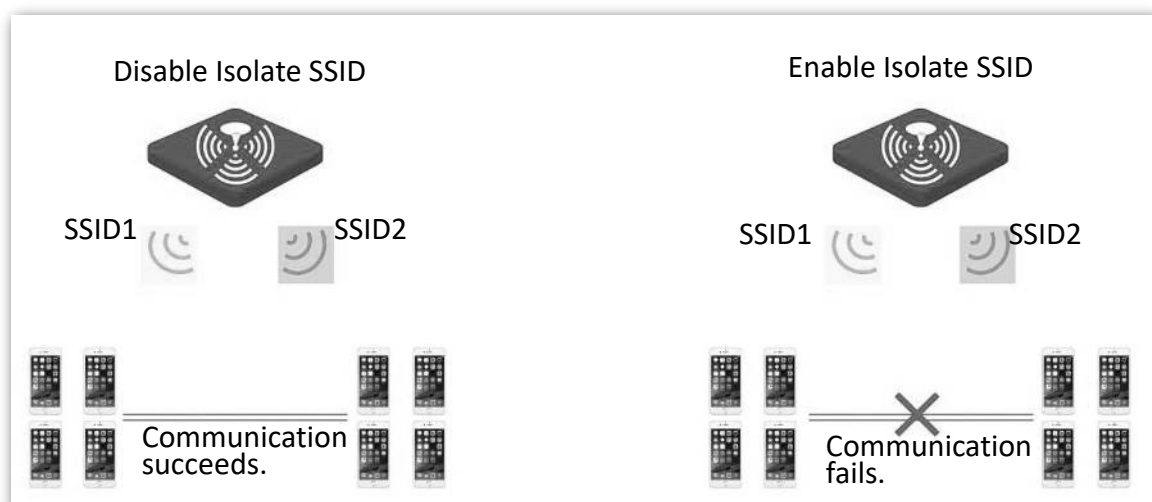 Disable Isolate SSID
SSID1
SSID2
Communication
succeeds.
Enable Isolate SSID
SSID1
SSID2
Communication
fails.